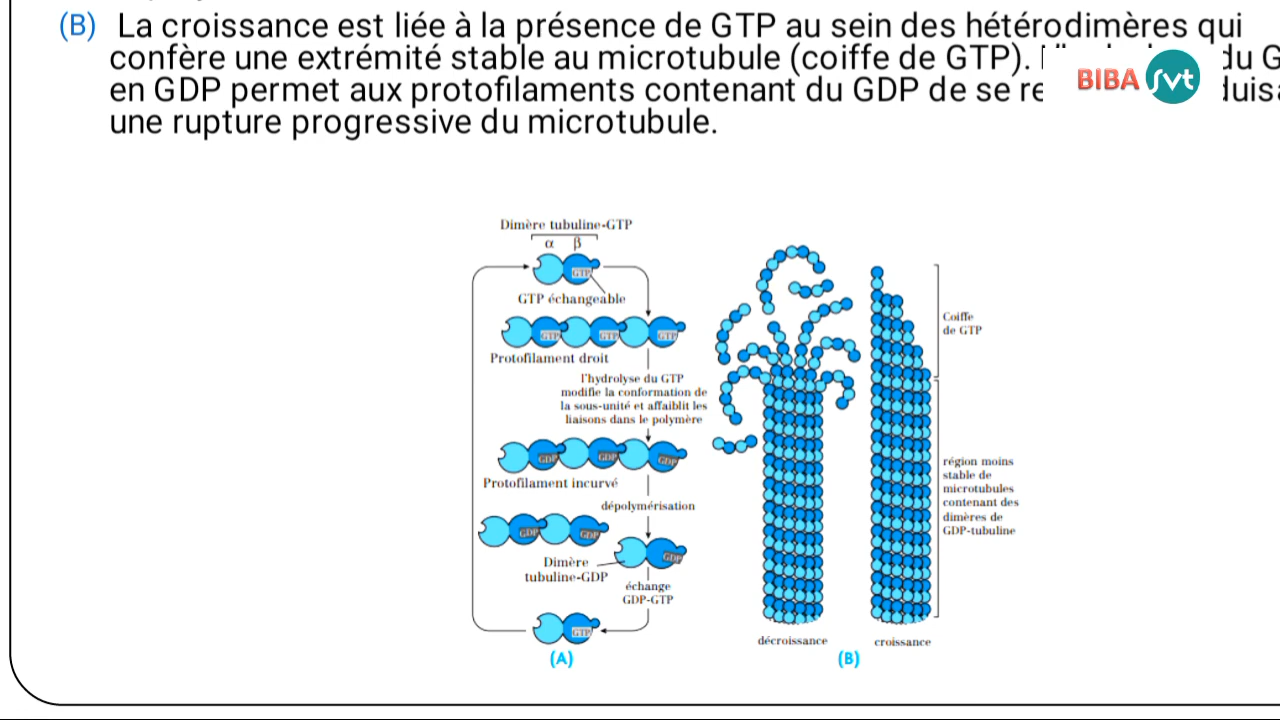 (B) La croissance est liée à la présence de GTP au sein des hétérodimères qui
confère une extrémité stable au microtubule (coiffe de GTP). du G
en GDP permet aux protofilaments contenant du GDP de se
une rupture progressive du microtubule.
BIBA svt
Dimère tubuline-GTP
α β
GTP
GTP échangeable
GTP GTP GTP
Protofilament droit
l'hydrolyse du GTP
modifie la conformation de
la sous-unité et affaiblit les
liaisons dans le polymère
GDP GDP GDP
Protofilament incurvé
dépolymérisation
GDP GDP
GDP
Dimère
tubuline-GDP
échange
GDP-GTP
GTP
(A)
Coiffe
de GTP
région moins
stable de
microtubules
contenant des
dimères de
GDP-tubuline
décroissance
croissance
(B)